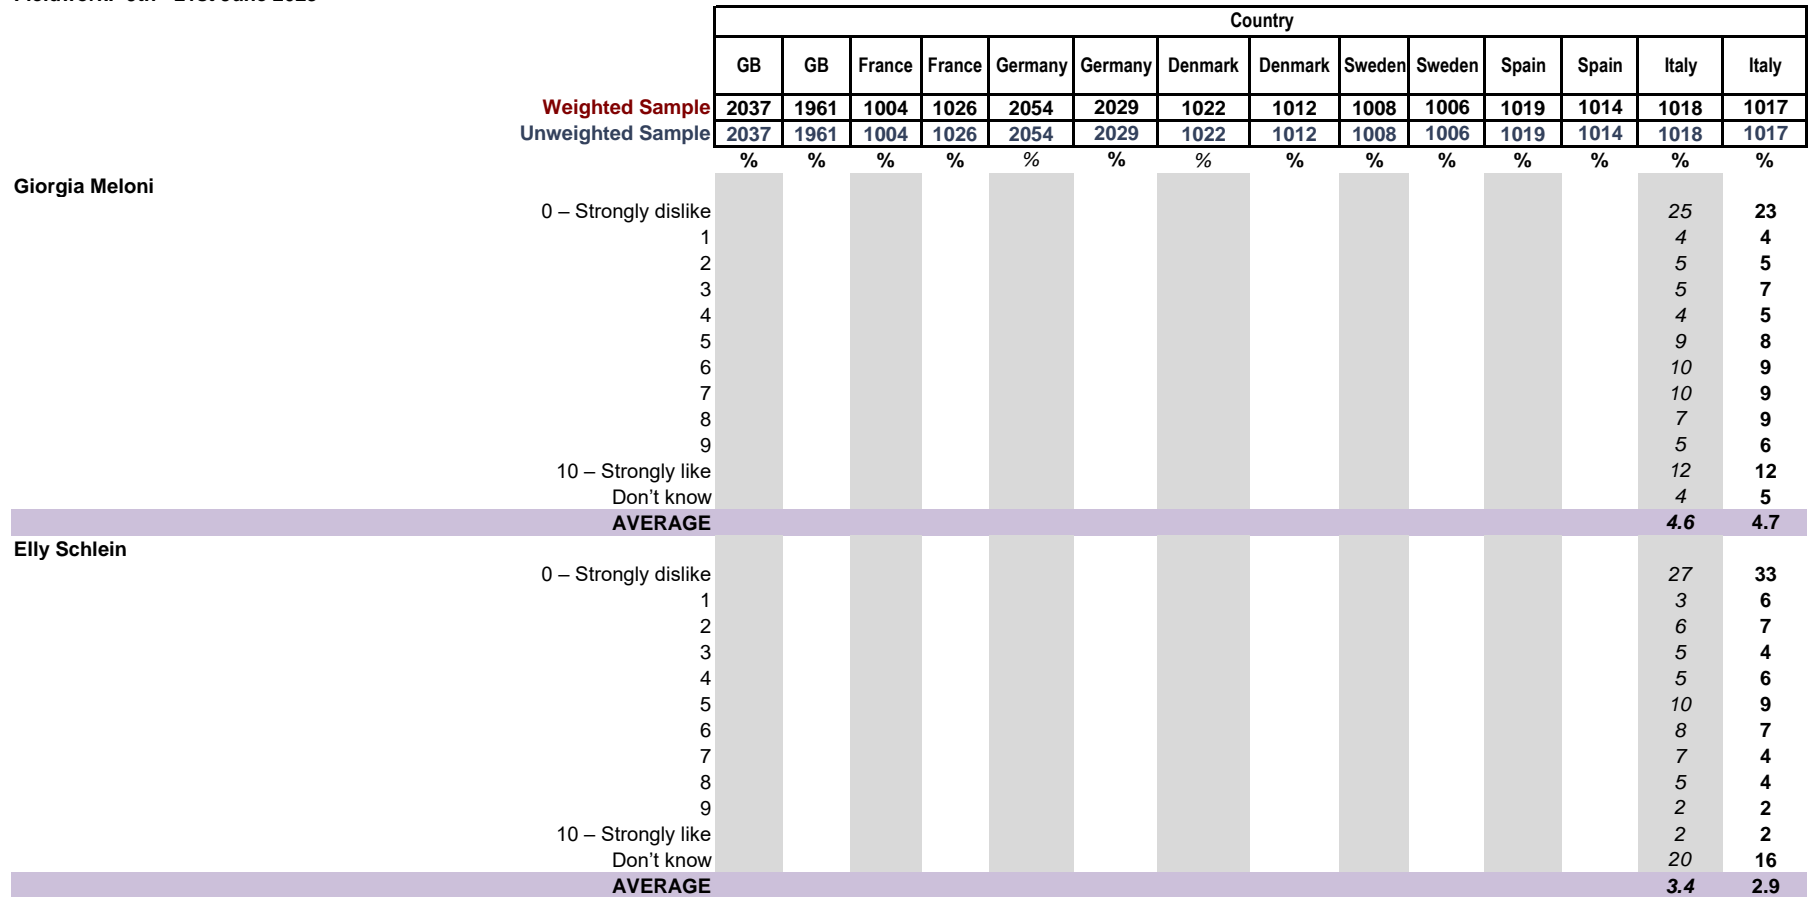 Country
GB GB France France Germany Germany Denmark Denmark Sweden Sweden Spain Spain Italy Italy
Weighted Sample 2037 1961 1004 1026 2054 2029 1022 1012 1008 1006 1019 1014 1018 1017
Unweighted Sample 2037 1961 1004 1026 2054 2029 1022 1012 1008 1006 1019 1014 1018 1017
% % % % % % % % % % % % % %
Giorgia Meloni
0 – Strongly dislike 25 23
1 4 4
2 5 5
3 5 7
4 4 5
5 9 8
6 10 9
7 10 9
8 7 9
9 5 6
10 – Strongly like 12 12
Don’t know 4 5
AVERAGE 4.6 4.7
Elly Schlein
0 – Strongly dislike 27 33
1 3 6
2 6 7
3 5 4
4 5 6
5 10 9
6 8 7
7 7 4
8 5 4
9 2 2
10 – Strongly like 2 2
Don’t know 20 16
AVERAGE 3.4 2.9